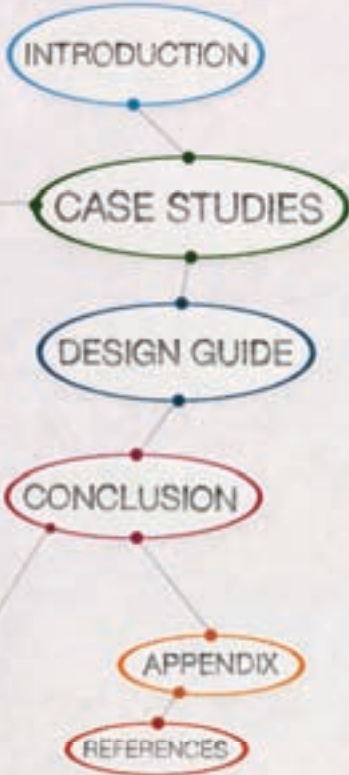 INTRODUCTION
CASE STUDIES
DESIGN GUIDE
CONCLUSION
APPENDIX
REFERENCES